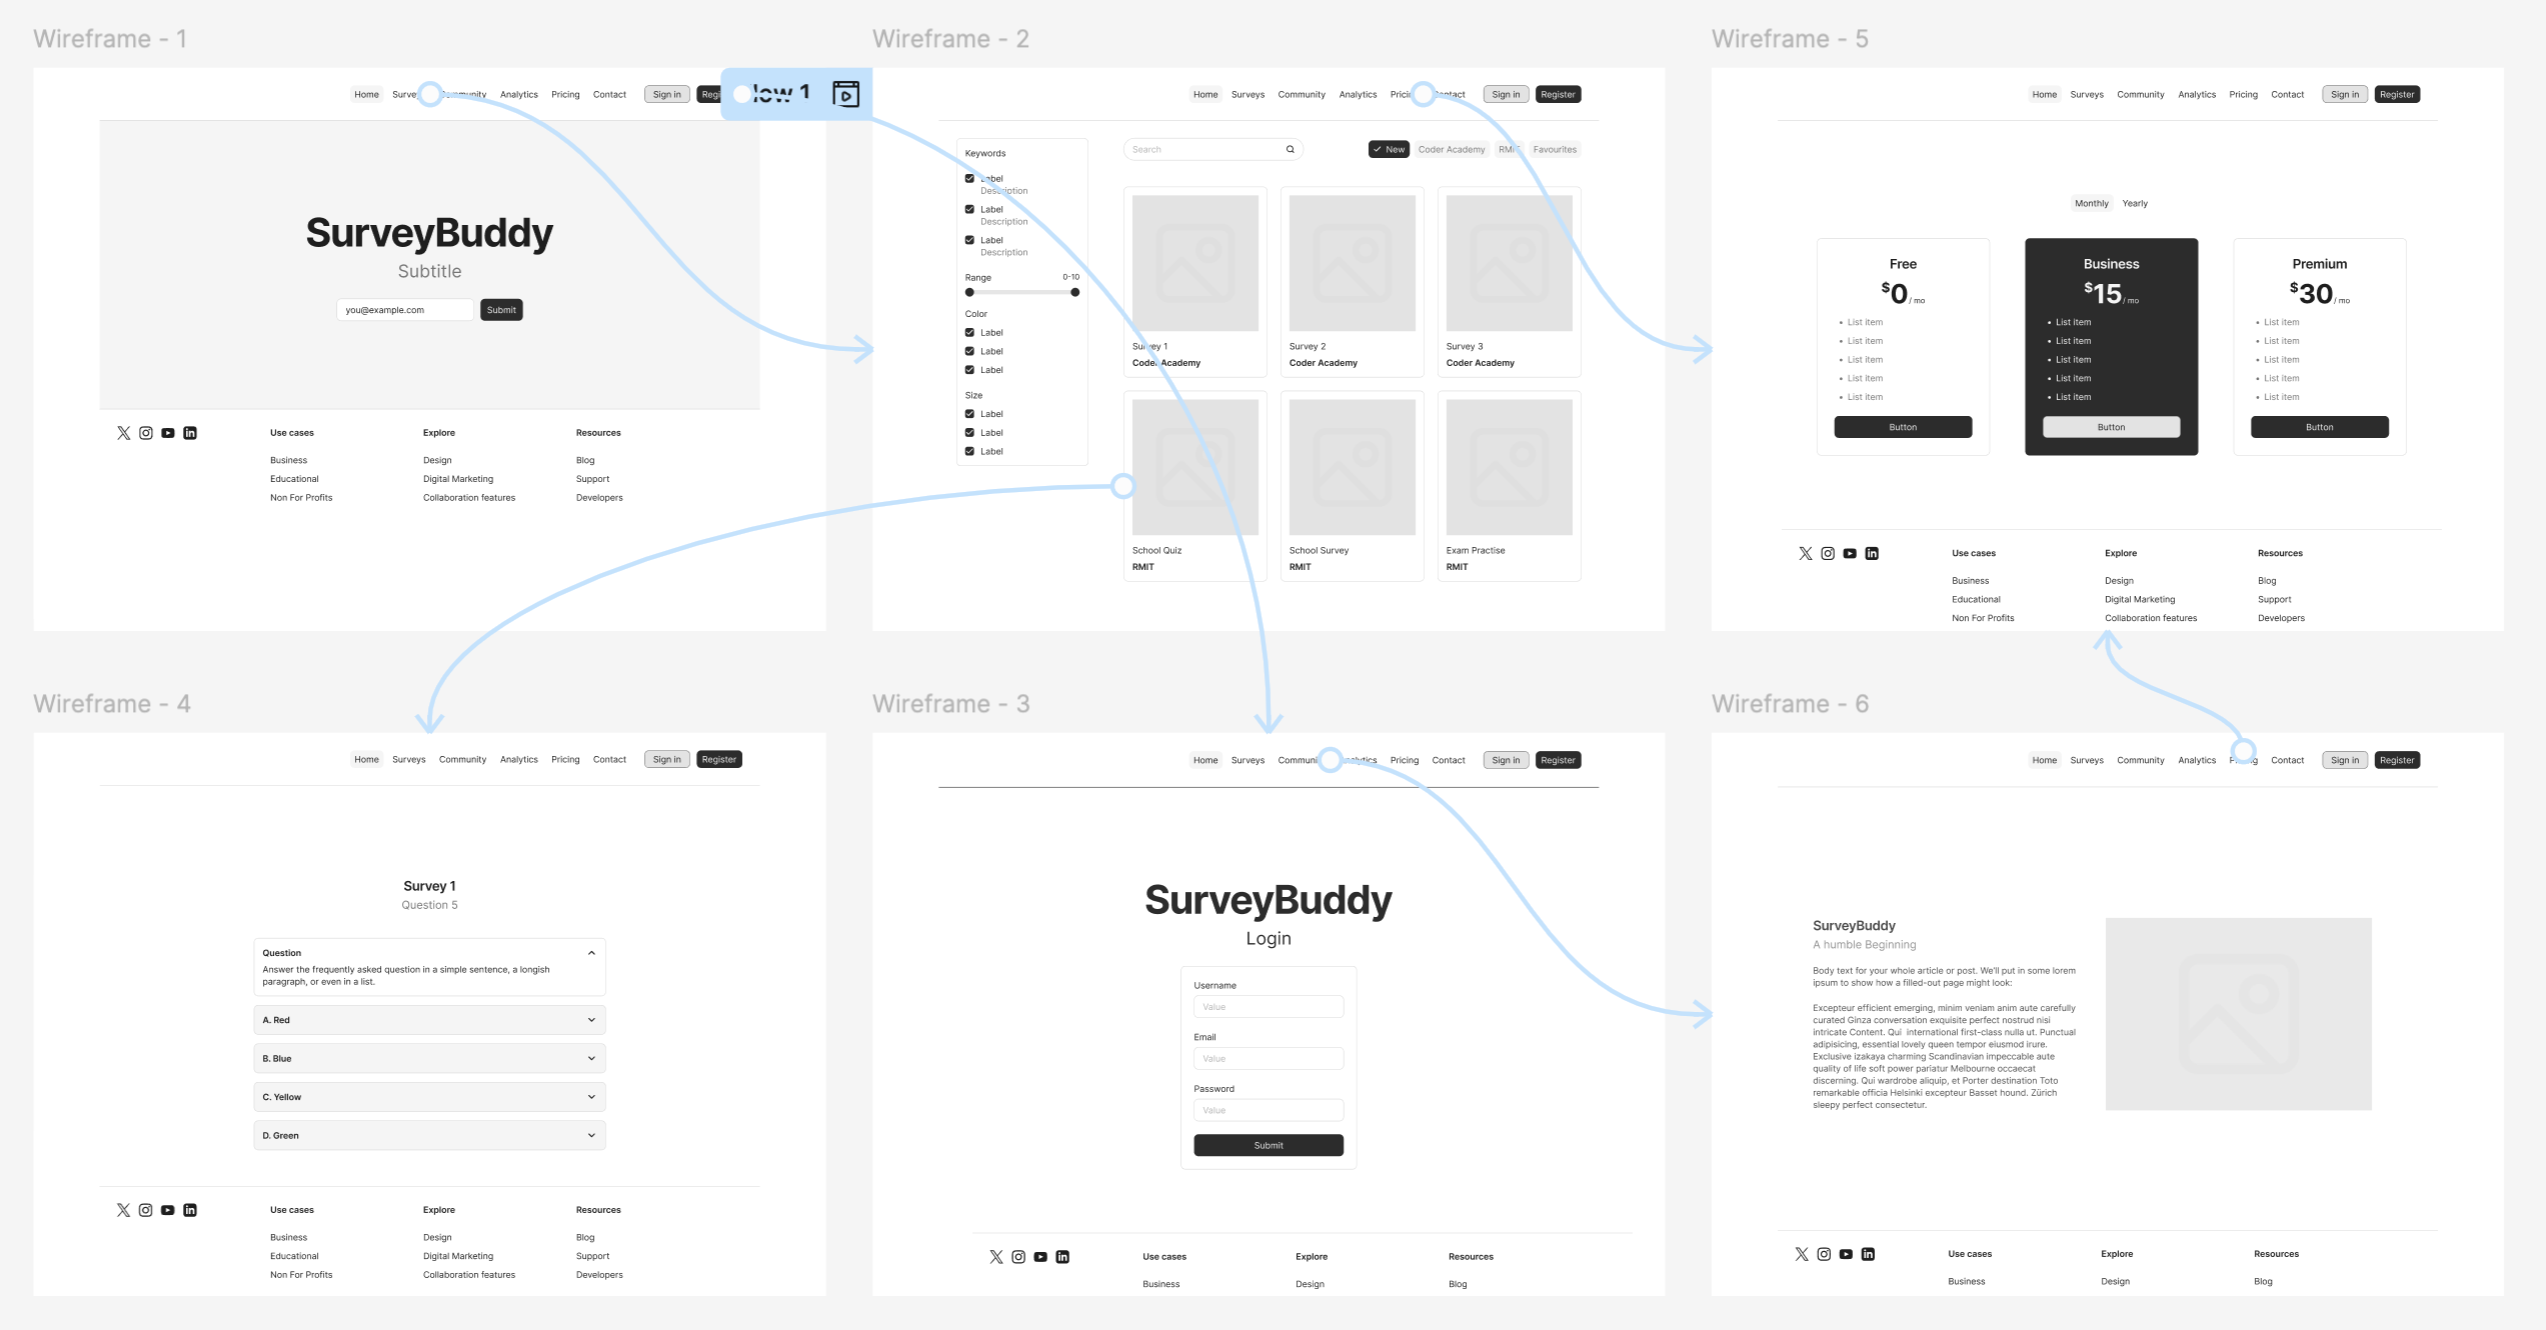 Wireframe - 1
Home
Community
Analytics
Pricing
Contact
Sign in
low 1
SurveyBuddy
Subtitle
you@example.com
Submit
Use cases
Business
Educational
Non For Profits
Explore
Design
Digital Marketing
Collaboration features
Resources
Blog
Support
Developers
Wireframe - 2
Home
Surveys
Community
Analytics
Contact
Sign in
Register
Keywords
Label
Description
Label
Description
Label
Description
Range 0-10
Color
Label
Label
Label
Size
Label
Label
Label
Search
New
Coder Academy
RMIT
Favourites
Survey 1
Coder Academy
Survey 2
Coder Academy
Survey 3
Coder Academy
School Quiz
RMIT
School Survey
RMIT
Exam Practise
RMIT
Wireframe - 5
Home
Surveys
Community
Analytics
Pricing
Contact
Sign in
Register
Monthly
Yearly
Free
$0 / mo
List item
List item
List item
List item
List item
Button
Business
$15 / mo
List item
List item
List item
List item
List item
Button
Premium
$30 / mo
List item
List item
List item
List item
List item
Button
Use cases
Business
Educational
Non For Profits
Explore
Design
Digital Marketing
Collaboration features
Resources
Blog
Support
Developers
Wireframe - 4
Home
Surveys
Community
Analytics
Pricing
Contact
Sign in
Register
Survey 1
Question 5
Question
Answer the frequently asked question in a simple sentence, a longish
paragraph, or even in a list.
A. Red
B. Blue
C. Yellow
D. Green
Use cases
Business
Educational
Non For Profits
Explore
Design
Digital Marketing
Collaboration features
Resources
Blog
Support
Developers
Wireframe - 3
Home
Surveys
Pricing
Contact
Sign in
Register
SurveyBuddy
Login
Username
Value
Email
Value
Password
Value
Submit
Use cases
Business
Explore
Design
Resources
Blog
Wireframe - 6
Home
Surveys
Community
Analytics
Contact
Sign in
Register
SurveyBuddy
A humble Beginning
Body text for your whole article or post. We'll put in some lorem
ipsum to show how a filled-out page might look:
Excepteur efficient emerging, minim veniam anim aute carefully
curated Ginza conversation exquisite perfect nostrud nisi
intricate Content. Qui  international first-class nulla ut. Punctual
adipisicing, essential lovely queen tempor eiusmod irure.
Exclusive izakaya charming Scandinavian impeccable aute
quality of life soft power pariatur Melbourne occaecat
discerning. Qui wardrobe aliquip, et Porter destination Toto
remarkable officia Helsinki excepteur Basset hound. Zürich
sleepy perfect consectetur.
Use cases
Business
Explore
Design
Resources
Blog